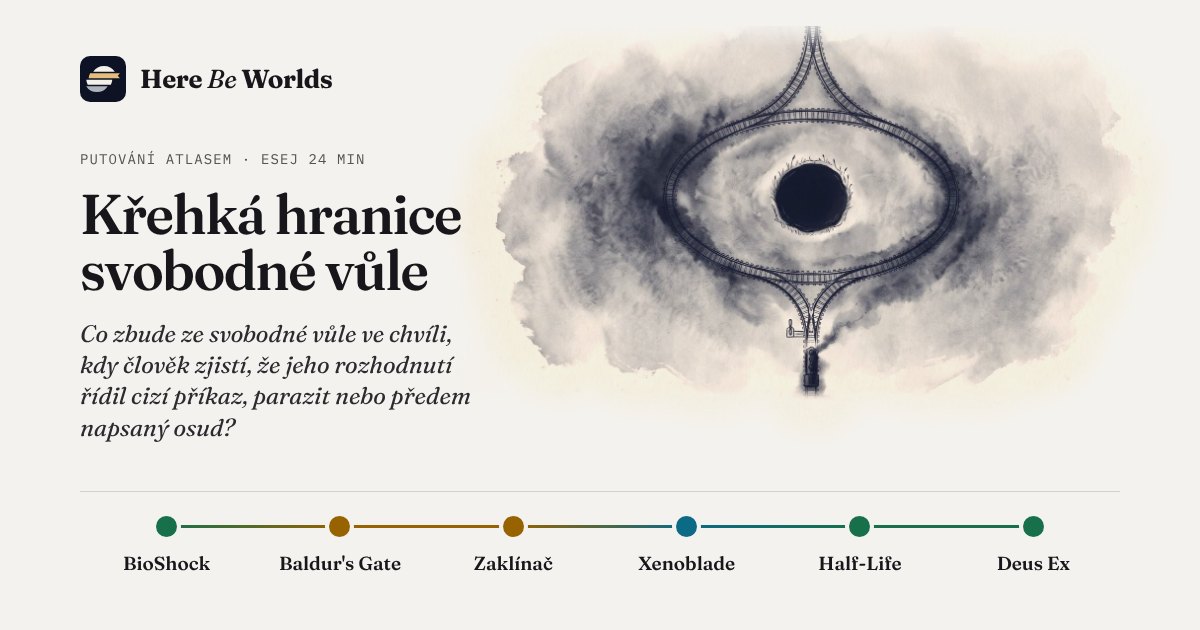 Here Be Worlds
PUTOVÁNÍ ATLASEM · ESEJ 24 MIN
Křehká hranice
svobodné vůle
Co zbude ze svobodné vůle ve chvíli,
kdy člověk zjistí, že jeho rozhodnutí
řídil cizí příkaz, parazit nebo předem
napsaný osud?
BioShock
Baldur's Gate
Zaklínač
Xenoblade
Half-Life
Deus Ex